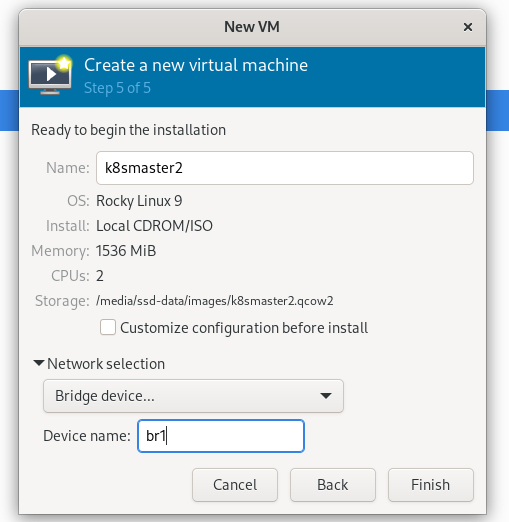 New VM
Create a new virtual machine
Step 5 of 5
Ready to begin the installation
Name: k8smaster2
OS: Rocky Linux 9
Install: Local CDROM/ISO
Memory: 1536 MiB
CPUs: 2
Storage: /media/ssd-data/images/k8smaster2.qcow2
Customize configuration before install
Network selection
Bridge device...
Device name: br1
Cancel Back Finish